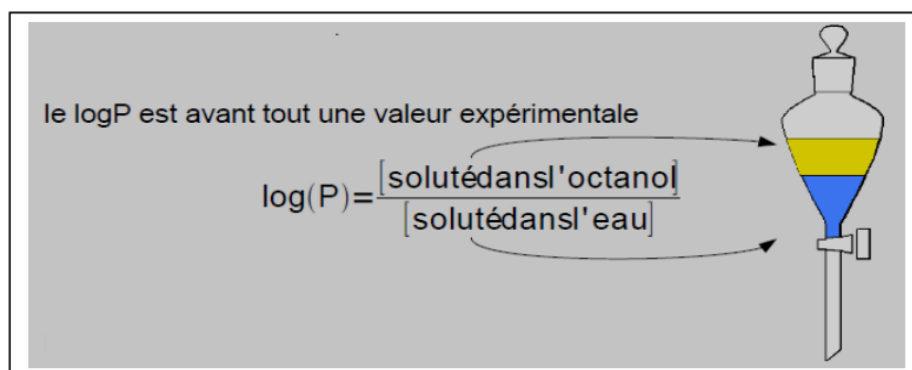 le logP est avant tout une valeur expérimentale
log(P)=[solutédansl'octanol]
[solutédansl'eau]